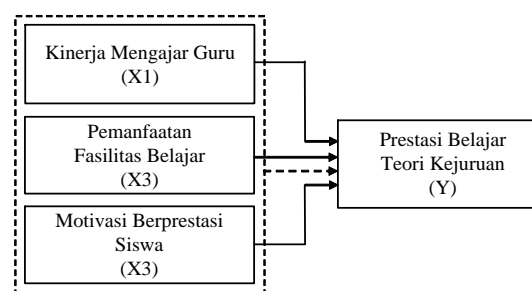 Kinerja Mengajar Guru
(X1)
Pemanfaatan
Fasilitas Belajar
(X3)
Motivasi Berprestasi
Siswa
(X3)
Prestasi Belajar
Teori Kejuruan
(Y)